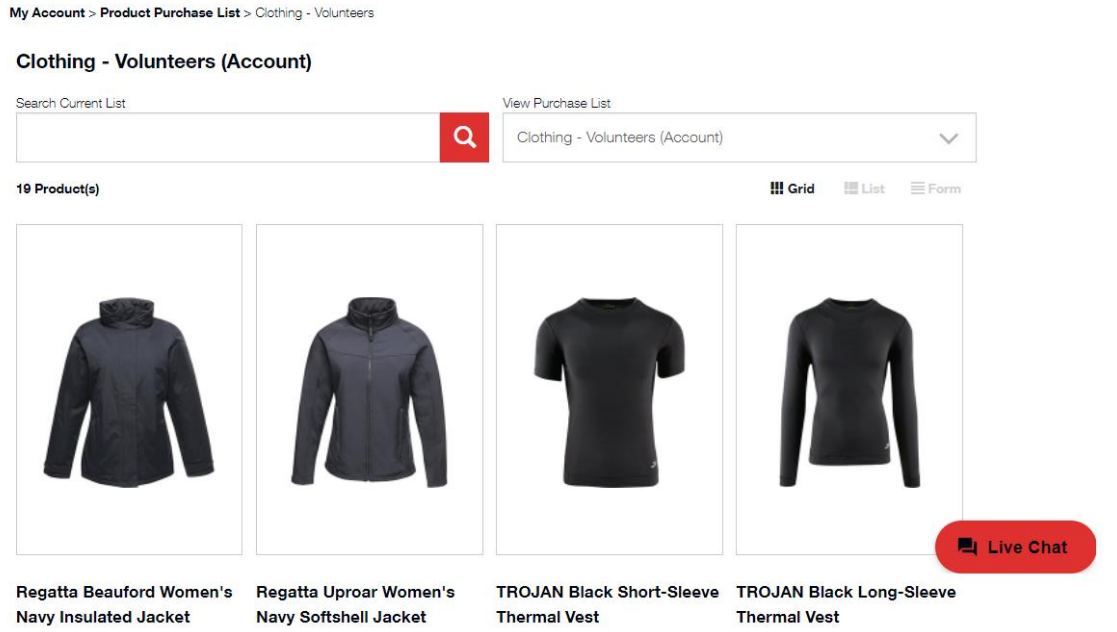 My Account > Product Purchase List > Clothing - Volunteers
Clothing - Volunteers (Account)
Search Current List
View Purchase List
Clothing - Volunteers (Account)
19 Product(s)
Grid
List
Form
Live Chat
Regatta Beauford Women's
Navy Insulated Jacket
Regatta Uproar Women's
Navy Softshell Jacket
TROJAN Black Short-Sleeve
Thermal Vest
TROJAN Black Long-Sleeve
Thermal Vest